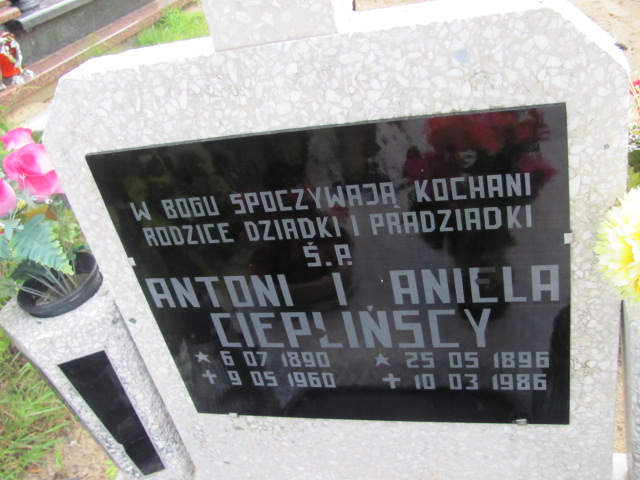 W BOGU SPOCZYWAJĄ KOCHANI
RODZICE DZIADKI I PRADZIADKI
Ś.P.
ANTONI I ANIELA
CIEPLIŃSCY
* 6 07 1890 * 25 05 1896
+ 9 05 1960 + 10 03 1986